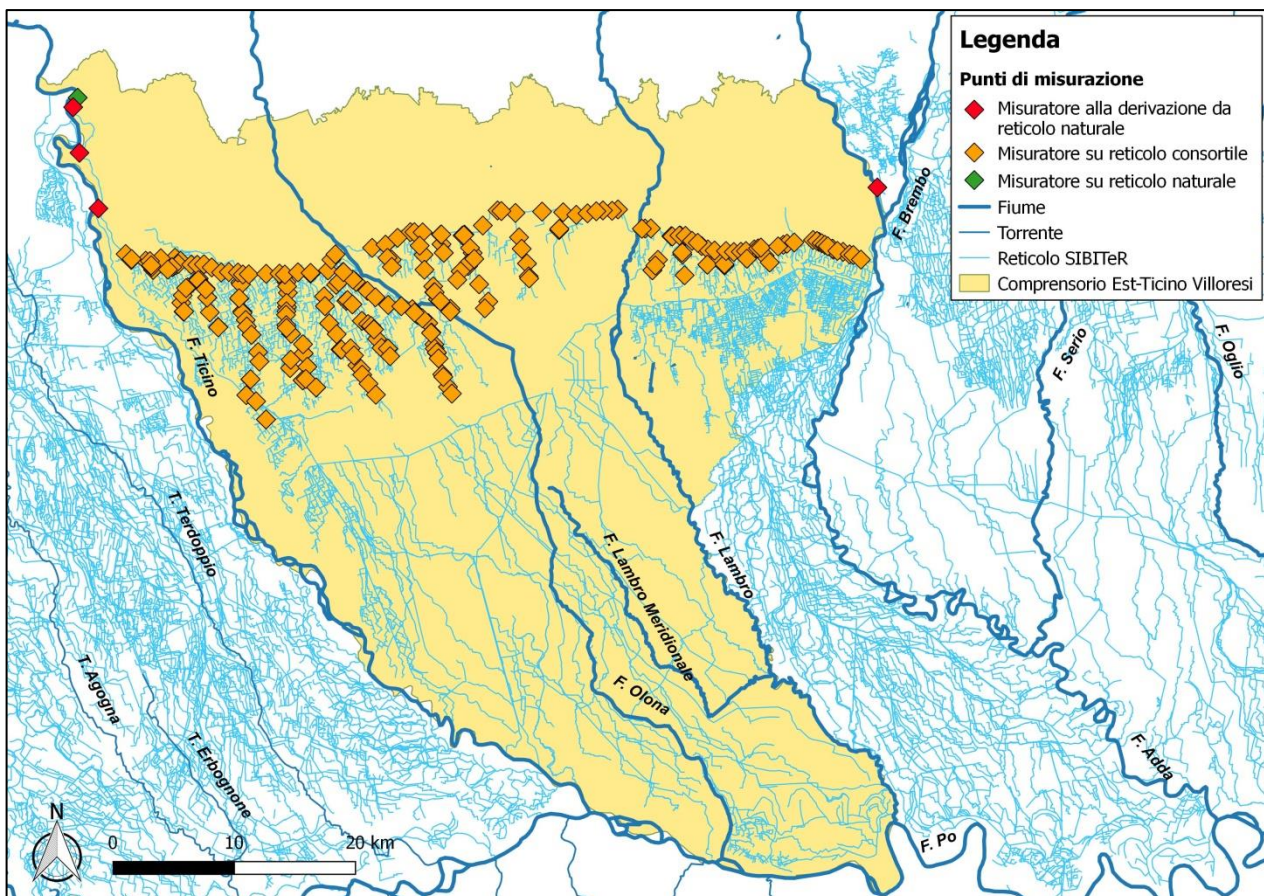 Legenda
Punti di misurazione
Misuratore alla derivazione da
reticolo naturale
Misuratore su reticolo consortile
Misuratore su reticolo naturale
Fiume
Torrente
Reticolo SIBITeR
Comprensorio Est-Ticino Villoresi
F. Brembo
F. Serio
F. Oglio
F. Ticino
T. Terdoppio
F. Lambro Meridionale
F. Lambro
T. Agogna
T. Erbognone
F. Olona
F. Adda
F. Po
N
0 10 20 km